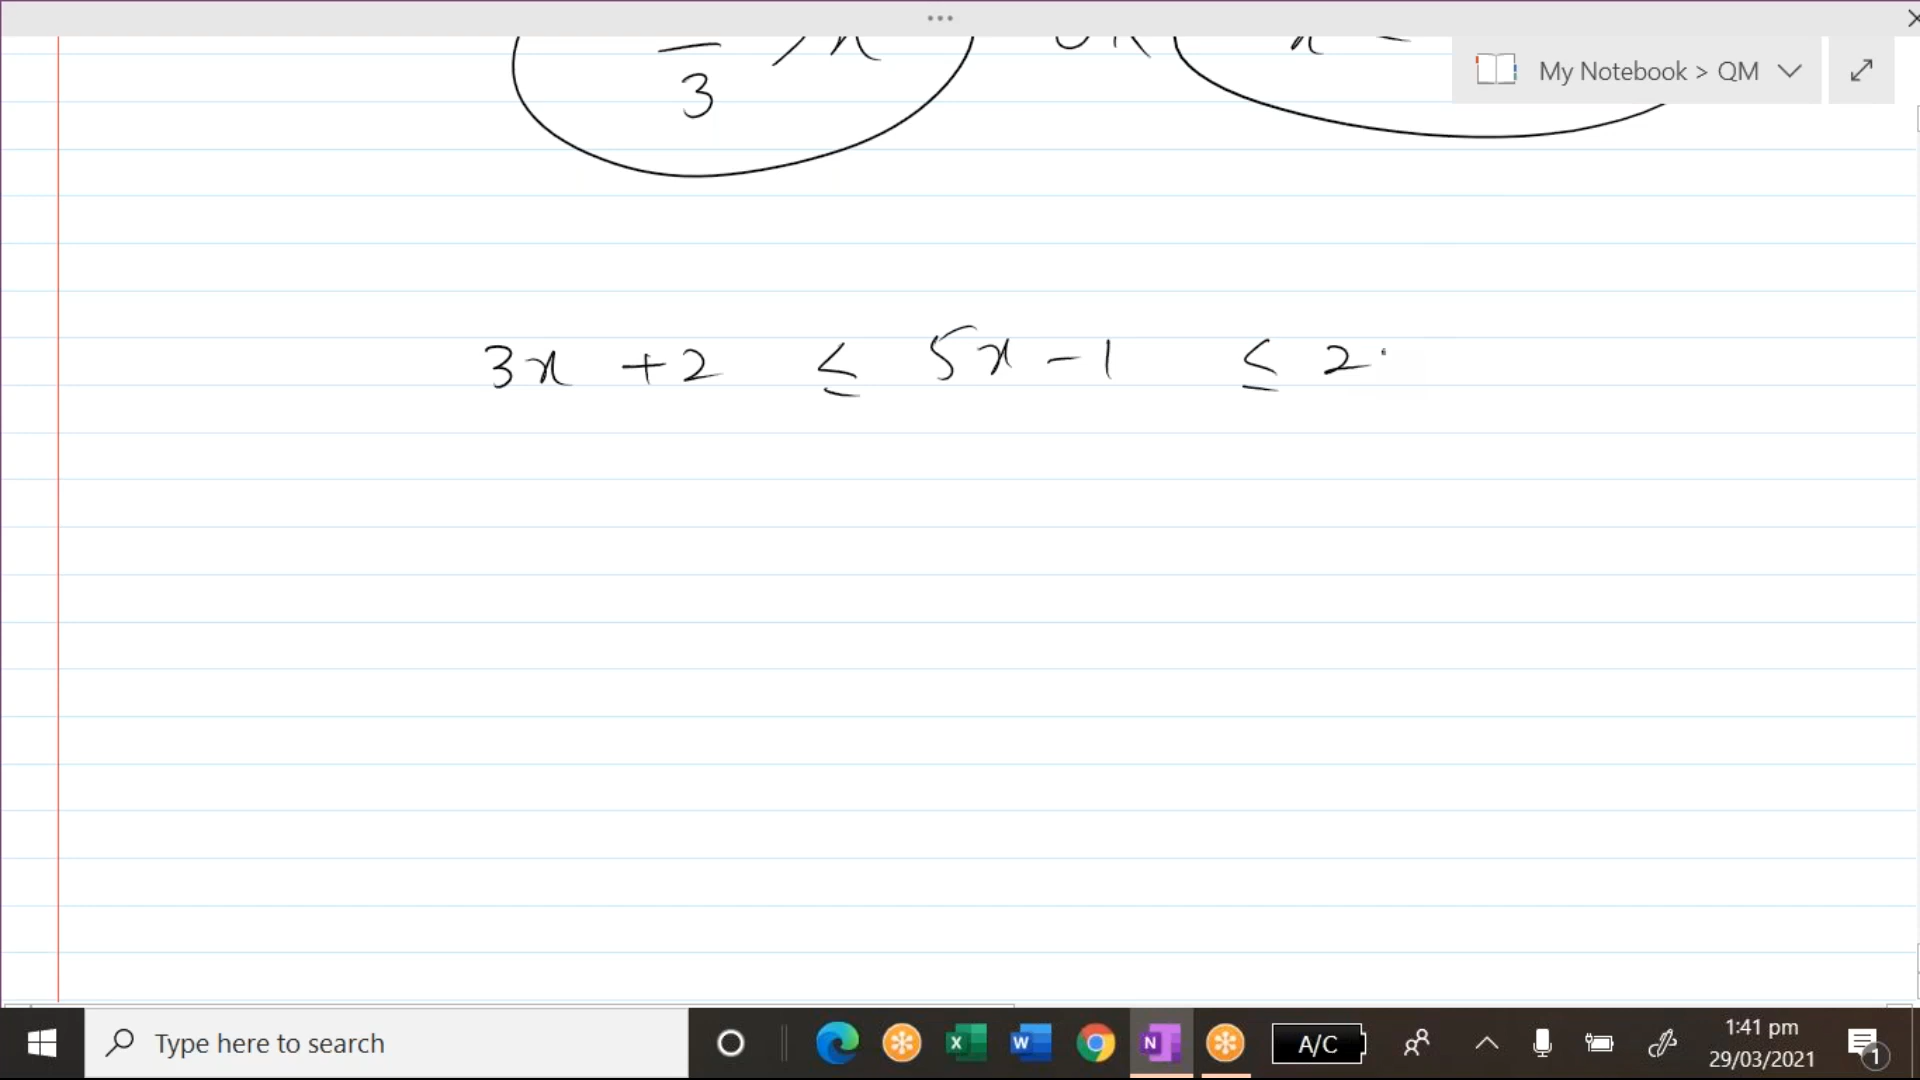 My Notebook > QM
3
3x + 2 ≤ 5x - 1 ≤ 2
Type here to search
A/C
1:41 pm
29/03/2021
1